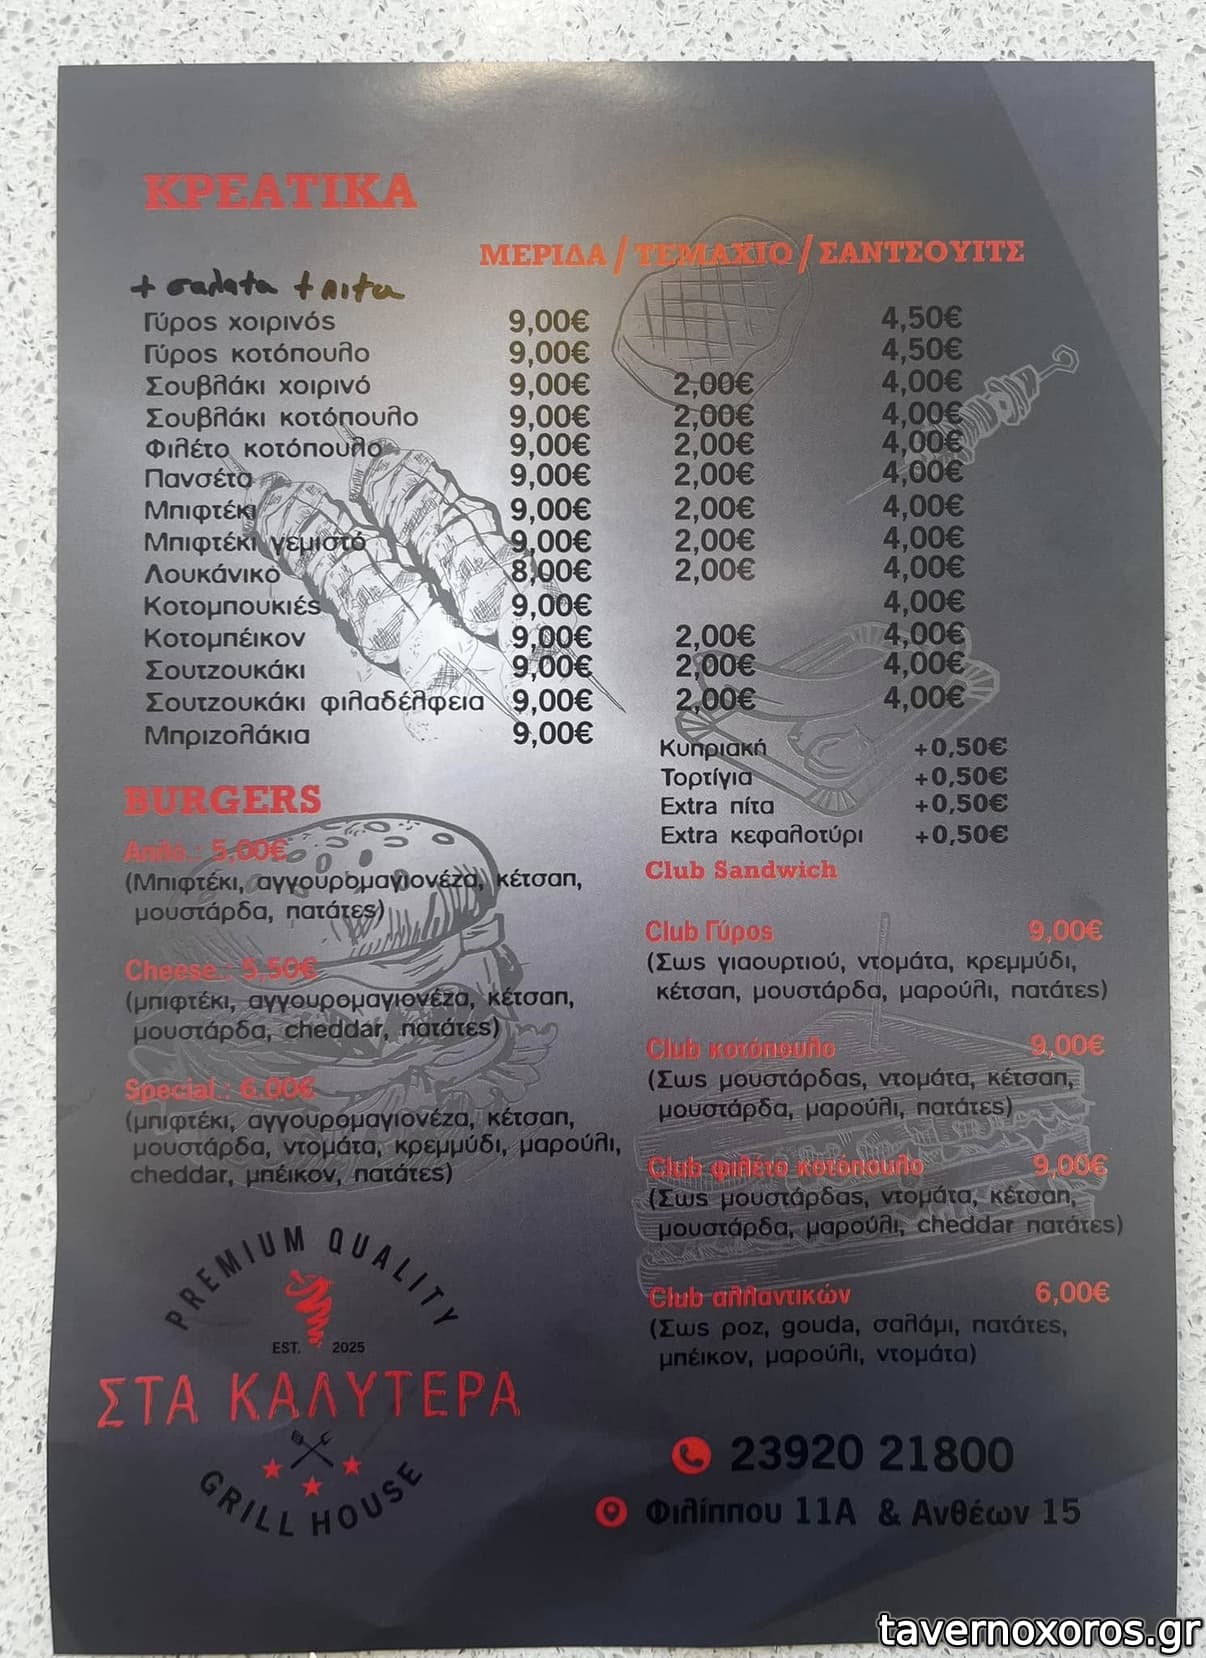 ΚΡΕΑΤΙΚΑ
ΜΕΡΙΔΑ / ΤΕΜΑΧΙΟ / ΣΑΝΤΣΟΥΙΤΣ
+ σαλατα + πιτα
Γύρος χοιρινός 9,00€ 4,50€
Γύρος κοτόπουλο 9,00€ 4,50€
Σουβλάκι χοιρινό 9,00€ 2,00€ 4,00€
Σουβλάκι κοτόπουλο 9,00€ 2,00€ 4,00€
Φιλέτο κοτόπουλο 9,00€ 2,00€ 4,00€
Πανσέτα 9,00€ 2,00€ 4,00€
Μπιφτέκι 9,00€ 2,00€ 4,00€
Μπιφτέκι γεμιστό 9,00€ 2,00€ 4,00€
Λουκάνικο 8,00€ 2,00€ 4,00€
Κοτομπουκιές 9,00€ 4,00€
Κοτομπέικον 9,00€ 2,00€ 4,00€
Σουτζουκάκι 9,00€ 2,00€ 4,00€
Σουτζουκάκι φιλαδέλφεια 9,00€ 2,00€ 4,00€
Μπριζολάκια 9,00€
Κυπριακή +0,50€
Τορτίγια +0,50€
Extra πίτα +0,50€
Extra κεφαλοτύρι +0,50€
BURGERS
Απλό.: 5,00€
(Μπιφτέκι, αγγουρομαγιονέζα, κέτσαπ,
μουστάρδα, πατάτες)
Cheese.: 5,50€
(μπιφτέκι, αγγουρομαγιονέζα, κέτσαπ,
μουστάρδα, cheddar, πατάτες)
Special.: 6.00€
(μπιφτέκι, αγγουρομαγιονέζα, κέτσαπ,
μουστάρδα, ντομάτα, κρεμμύδι, μαρούλι,
cheddar, μπέικον, πατάτες)
Club Sandwich
Club Γύρος 9,00€
(Σως γιαουρτιού, ντομάτα, κρεμμύδι,
κέτσαπ, μουστάρδα, μαρούλι, πατάτες)
Club κοτόπουλο 9,00€
(Σως μουστάρδας, ντομάτα, κέτσαπ,
μουστάρδα, μαρούλι, πατάτες)
Club φιλέτο κοτόπουλο 9,00€
(Σως μουστάρδας, ντομάτα, κέτσαπ,
μουστάρδα, μαρούλι, cheddar πατάτες)
Club αλλαντικών 6,00€
(Σως ροζ, gouda, σαλάμι, πατάτες,
μπέικον, μαρούλι, ντομάτα)
PREMIUM QUALITY
EST. 2025
ΣΤΑ ΚΑΛΥΤΕΡΑ
GRILL HOUSE
23920 21800
Φιλίππου 11Α & Ανθέων 15
tavernoxoros.gr